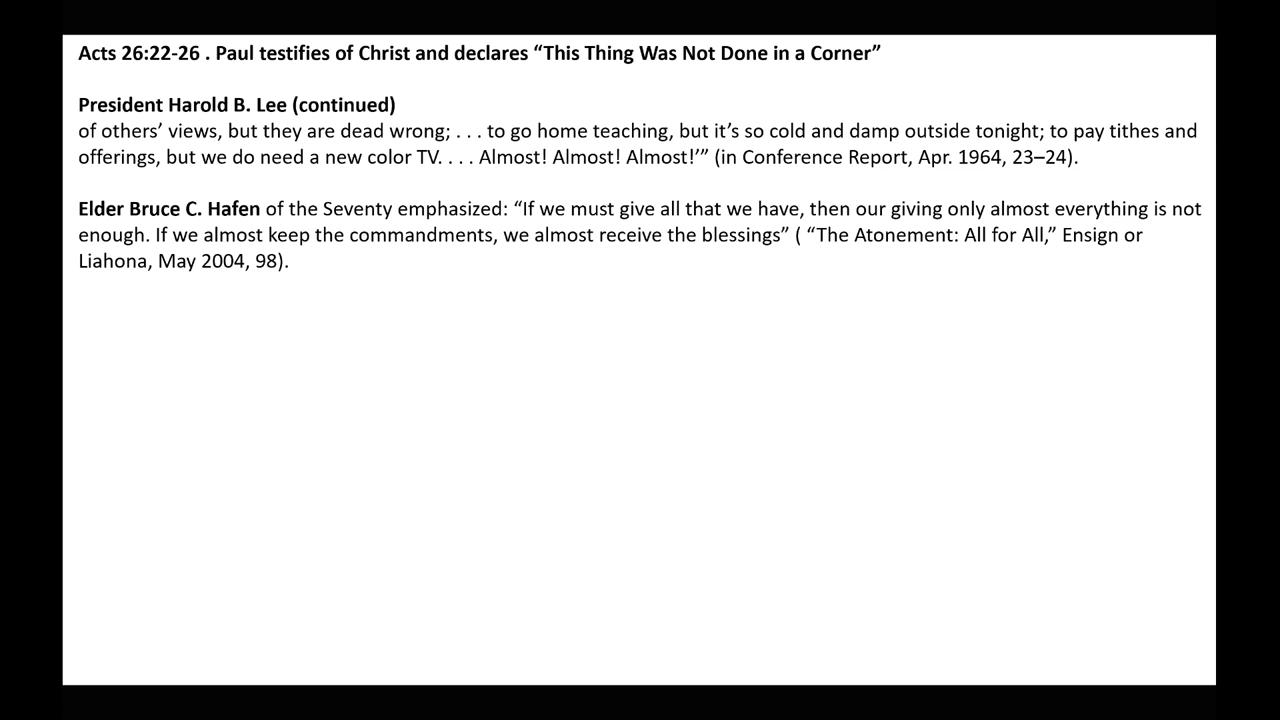 Acts 26:22-26 . Paul testifies of Christ and declares “This Thing Was Not Done in a Corner”
President Harold B. Lee (continued)
of others’ views, but they are dead wrong; . . . to go home teaching, but it’s so cold and damp outside tonight; to pay tithes and
offerings, but we do need a new color TV. . . . Almost! Almost! Almost!’” (in Conference Report, Apr. 1964, 23–24).
Elder Bruce C. Hafen of the Seventy emphasized: “If we must give all that we have, then our giving only almost everything is not
enough. If we almost keep the commandments, we almost receive the blessings” ( “The Atonement: All for All,” Ensign or
Liahona, May 2004, 98).